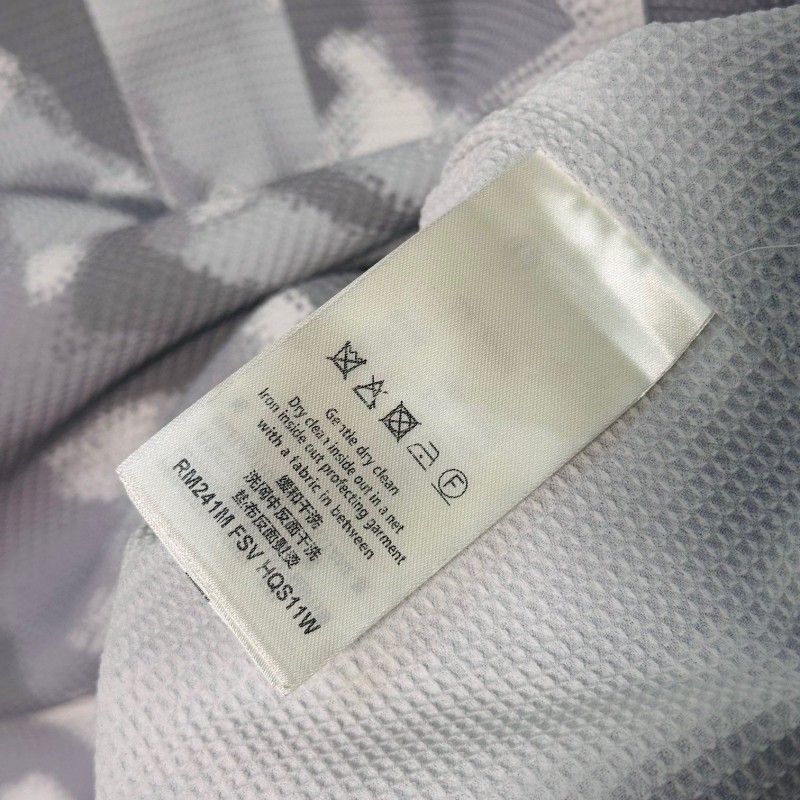 F
Gentle dry clean
Dry clean inside out in a net
Iron inside out protecting garment
with a fabric in between
缓和干洗
洗涤中反面干洗
垫布反面熨烫
RM241M FSV HQS11W